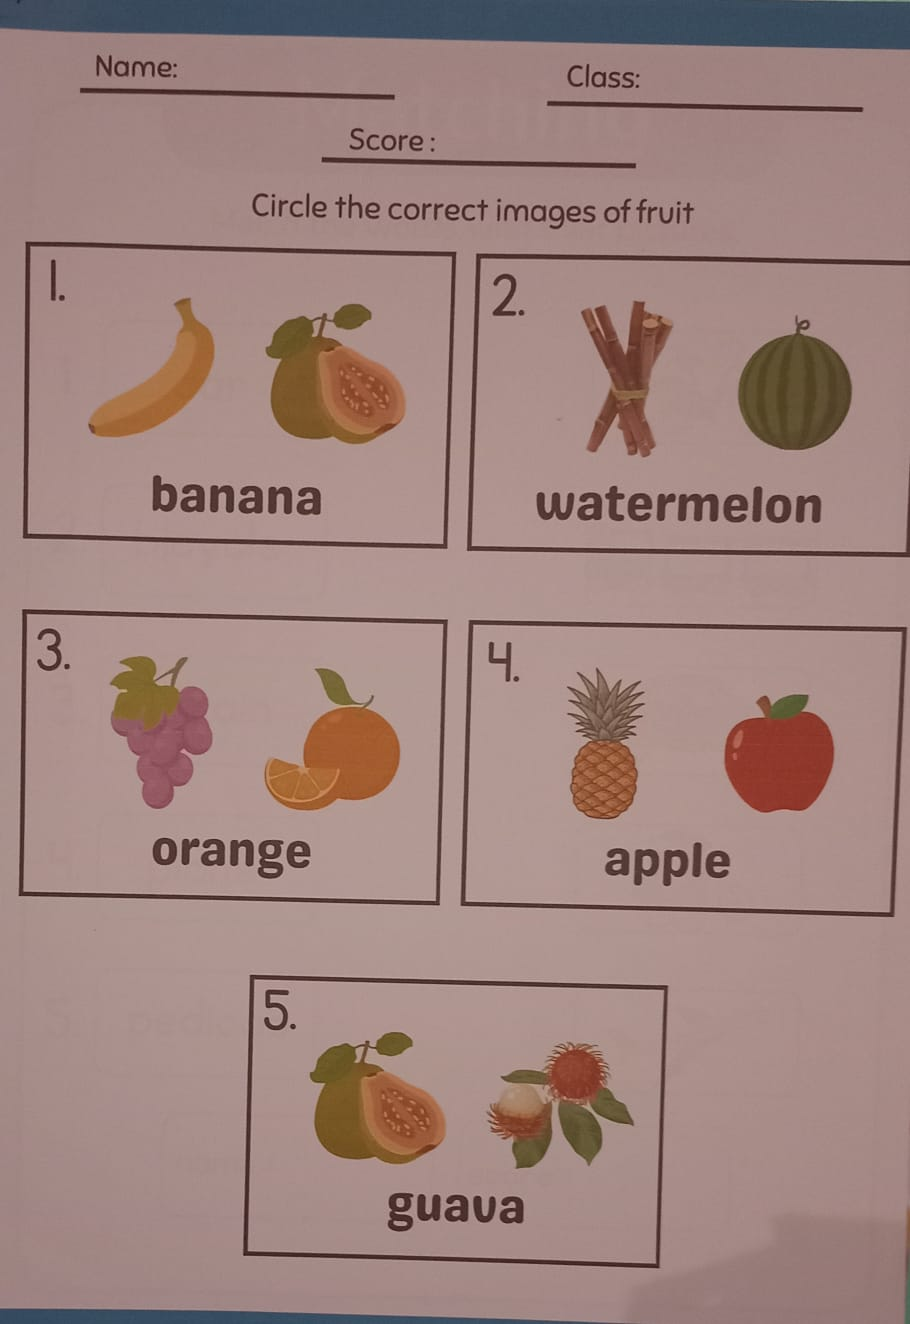 Name:
Class:
Score :
Circle the correct images of fruit
1.
banana
2.
watermelon
3.
orange
4.
apple
5.
guava